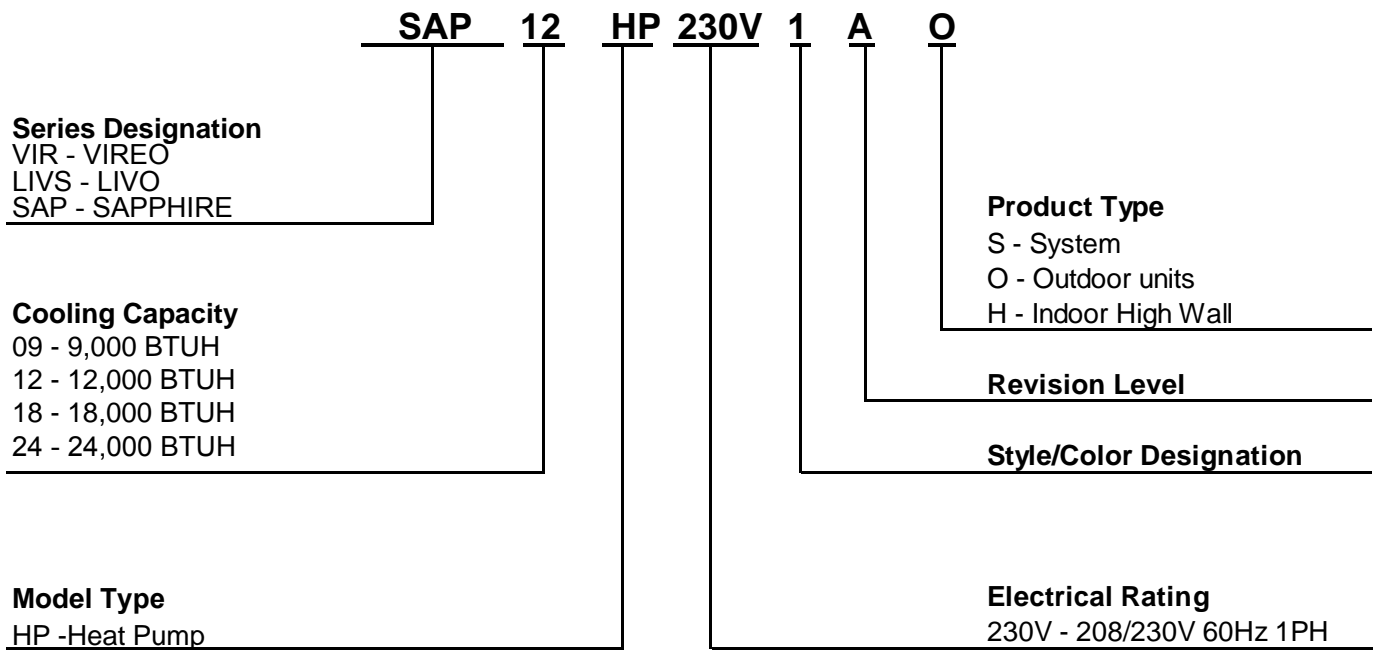 SAP 12 HP 230V 1 A O
Series Designation
VIR - VIREO
LIVS - LIVO
SAP - SAPPHIRE
Cooling Capacity
09 - 9,000 BTUH
12 - 12,000 BTUH
18 - 18,000 BTUH
24 - 24,000 BTUH
Model Type
HP -Heat Pump
Product Type
S - System
O - Outdoor units
H - Indoor High Wall
Revision Level
Style/Color Designation
Electrical Rating
230V - 208/230V 60Hz 1PH